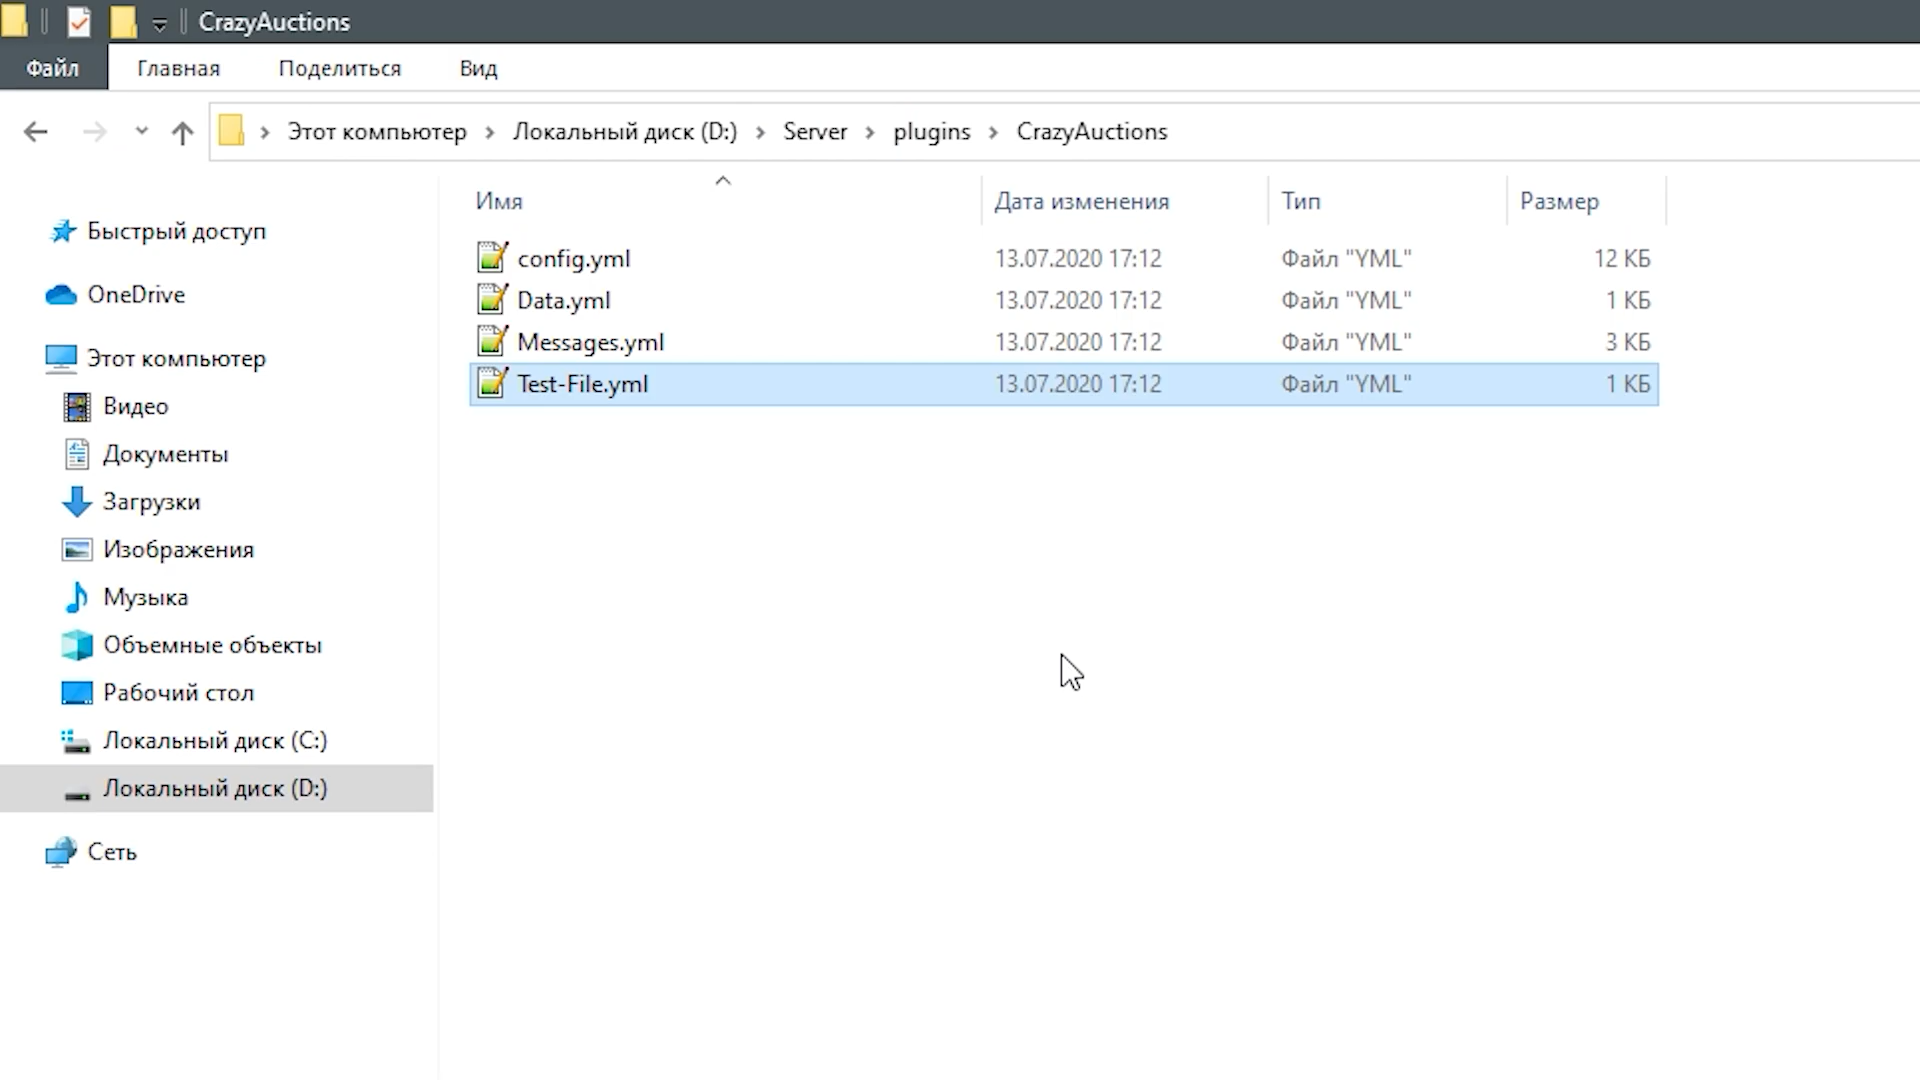 CrazyAuctions
Файл Главная Поделиться Вид
Этот компьютер Локальный диск (D:) Server plugins CrazyAuctions
Имя Дата изменения Тип Размер
config.yml 13.07.2020 17:12 Файл "YML" 12 КБ
Data.yml 13.07.2020 17:12 Файл "YML" 1 КБ
Messages.yml 13.07.2020 17:12 Файл "YML" 3 КБ
Test-File.yml 13.07.2020 17:12 Файл "YML" 1 КБ
Быстрый доступ
OneDrive
Этот компьютер
Видео
Документы
Загрузки
Изображения
Музыка
Объемные объекты
Рабочий стол
Локальный диск (C:)
Локальный диск (D:)
Сеть